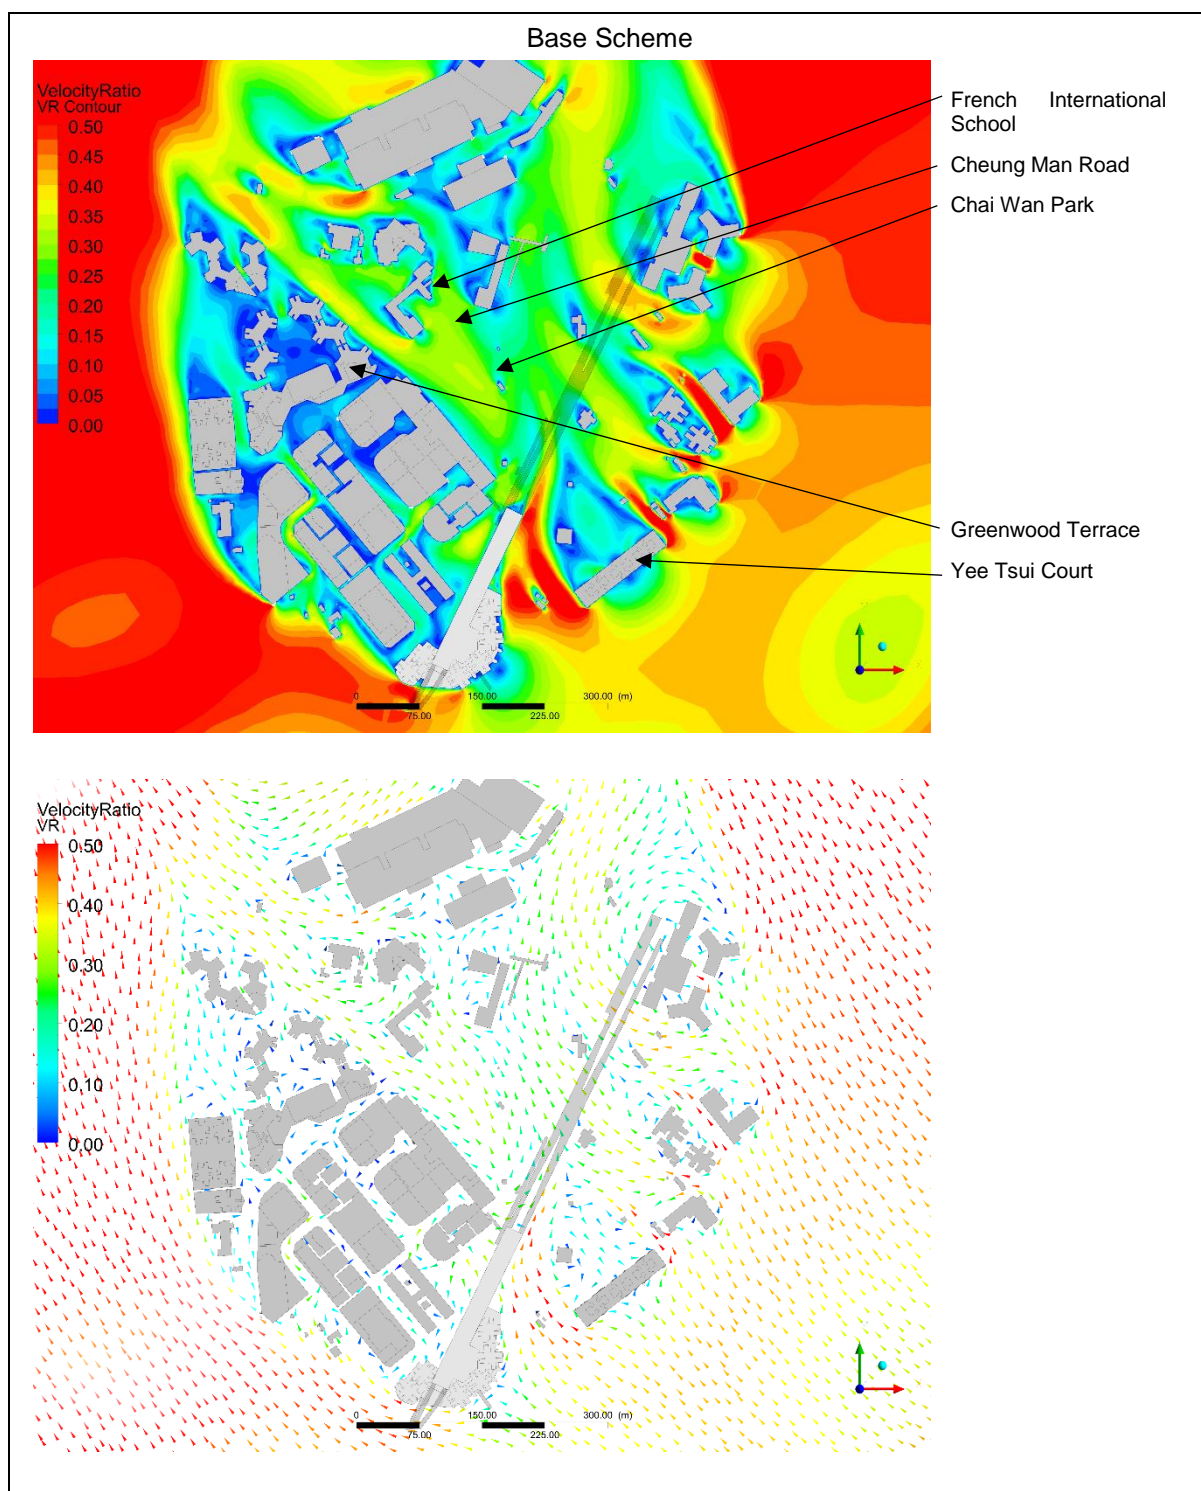 Base Scheme
VelocityRatio
VR Contour
0.50
0.45
0.40
0.35
0.30
0.25
0.20
0.15
0.10
0.05
0.00
French International
School
Cheung Man Road
Chai Wan Park
Greenwood Terrace
Yee Tsui Court
0 150.00 300.00 (m)
75.00 225.00
VelocityRatio
VR
0.50
0.40
0.30
0.20
0.10
0.00
0 150.00 300.00 (m)
75.00 225.00